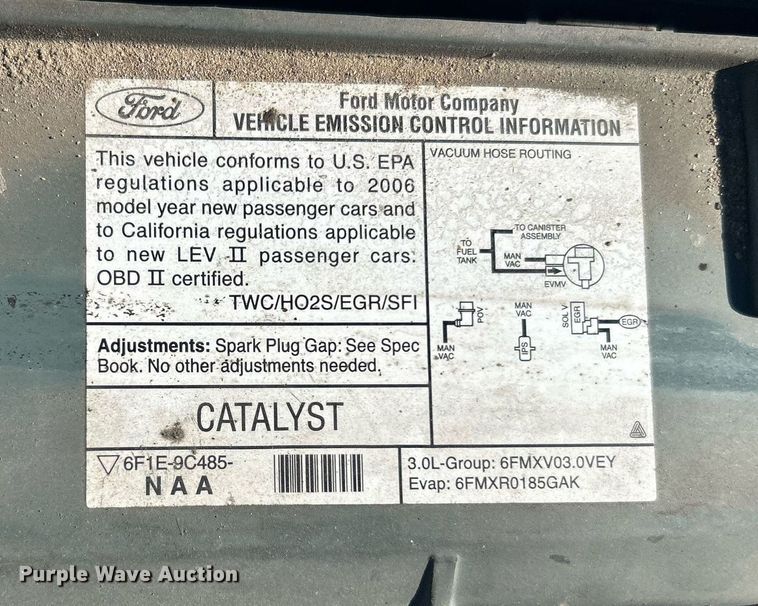 Ford
Ford Motor Company
VEHICLE EMISSION CONTROL INFORMATION
This vehicle conforms to U.S. EPA
regulations applicable to 2006
model year new passenger cars and
to California regulations applicable
to new LEV II passenger cars:
OBD II certified.
TWC/HO2S/EGR/SFI
Adjustments: Spark Plug Gap: See Spec
Book. No other adjustments needed.
CATALYST
6F1E-9C485-
NAA
VACUUM HOSE ROUTING
TO CANISTER
ASSEMBLY
TO
FUEL
TANK
MAN
VAC
EVMV
PCV
MAN
VAC
MAN
VAC
IPS
SOL V
EGR
EGR
MAN
VAC
3.0L-Group: 6FMXV03.0VEY
Evap: 6FMXR0185GAK
Purple Wave Auction